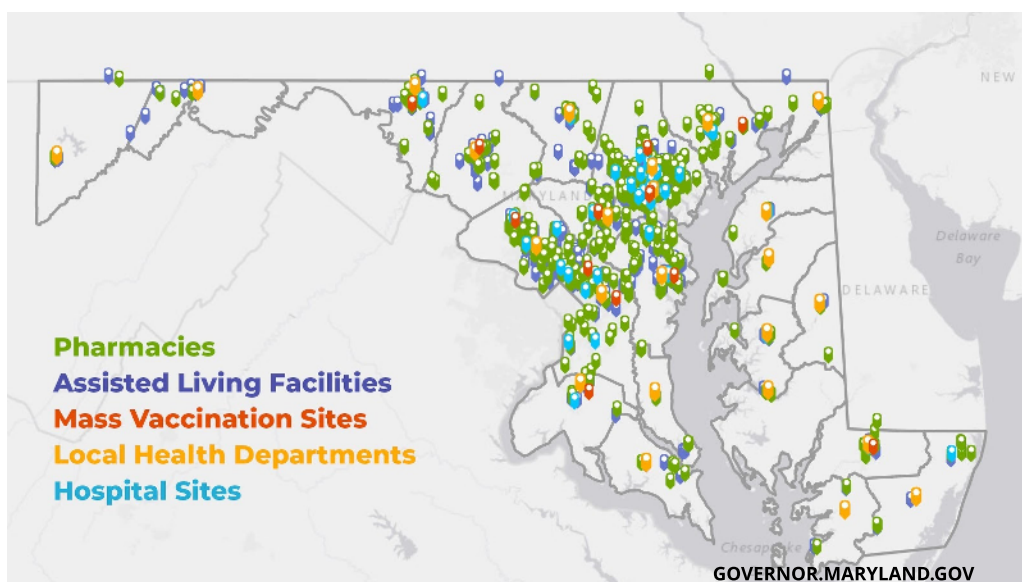 NEW
MARYLAND
Delaware
Bay
DELAWARE
Pharmacies
Assisted Living Facilities
Mass Vaccination Sites
Local Health Departments
Hospital Sites
Chesapeake
GOVERNOR.MARYLAND.GOV